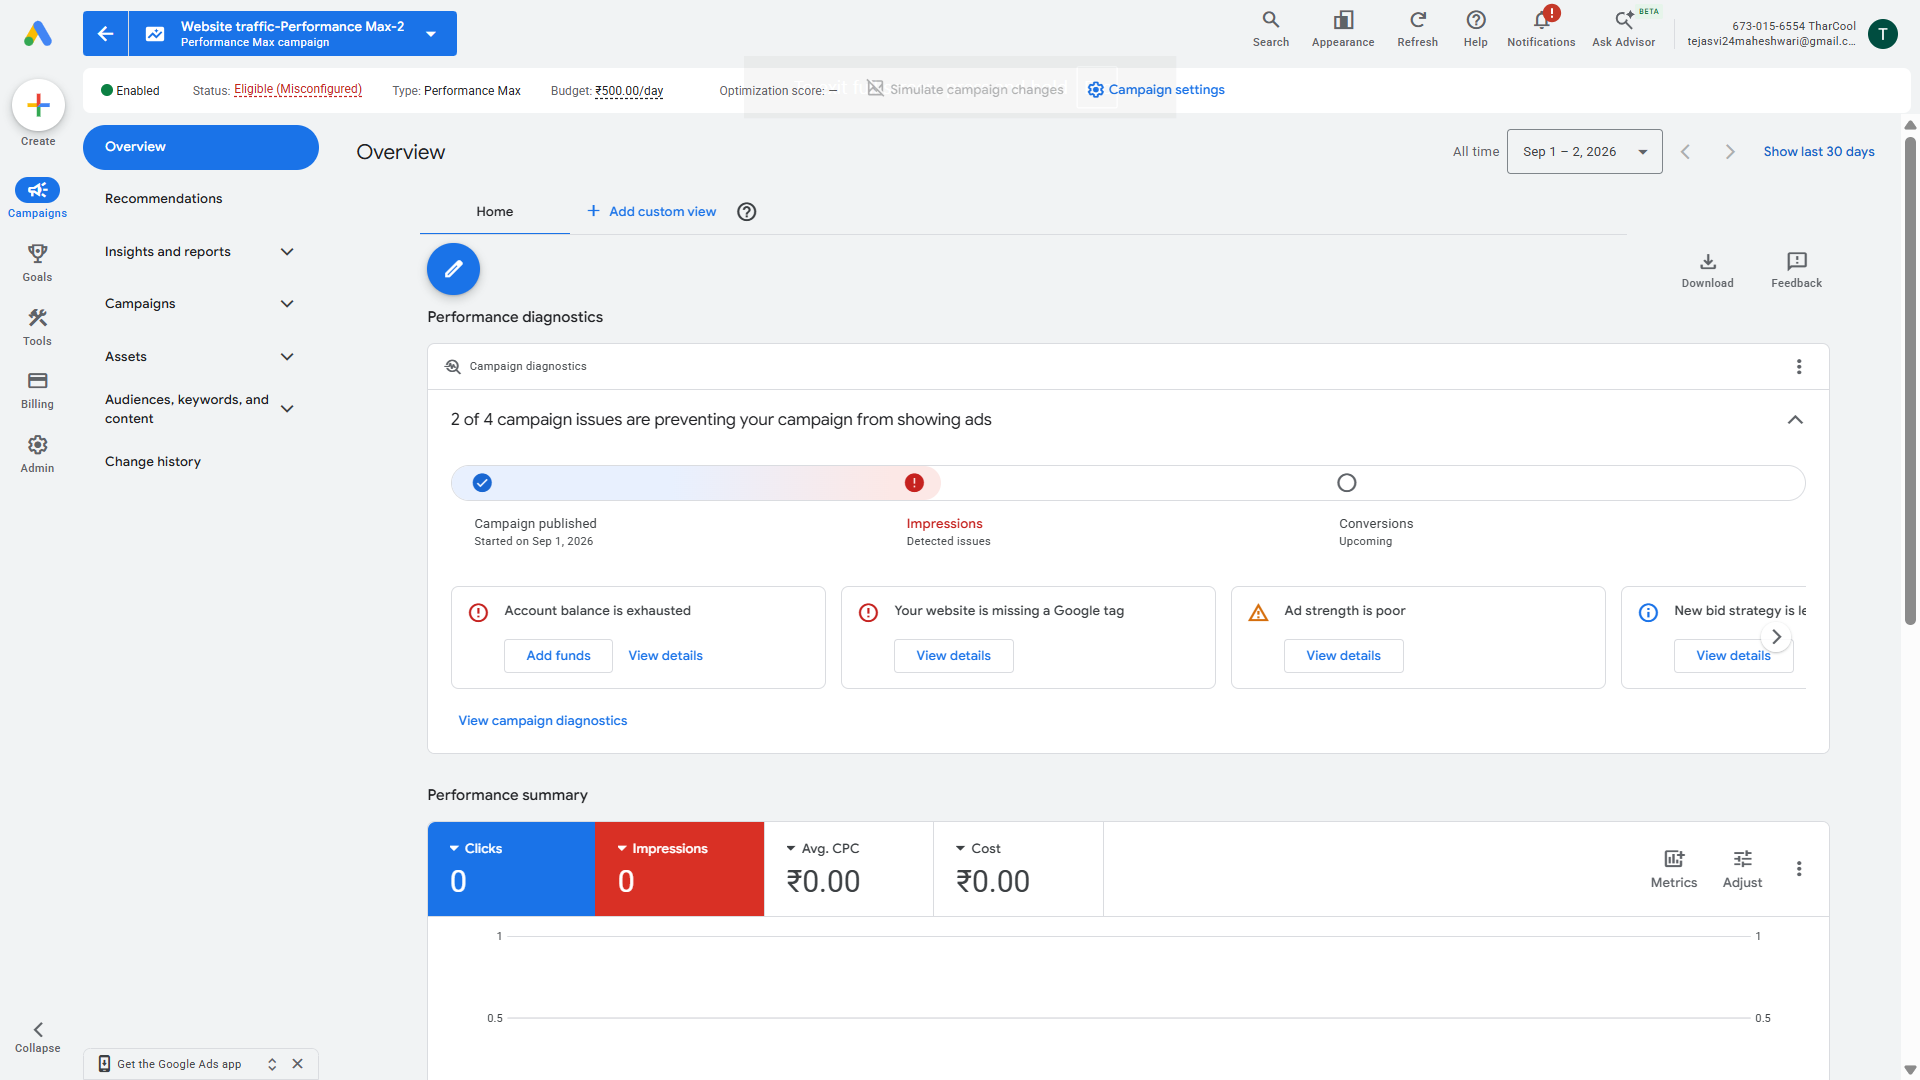 Website traffic-Performance Max-2
Performance Max campaign
Search
Appearance
Refresh
Help
Notifications
BETA
Ask Advisor
673-015-6554 TharCool
tejasvi24maheshwari@gmail.c...
T
Enabled
Status: Eligible (Misconfigured)
Type: Performance Max
Budget: ₹500.00/day
Optimization score: —
Simulate campaign changes
Campaign settings
Create
Campaigns
Goals
Tools
Billing
Admin
Collapse
Overview
Recommendations
Insights and reports
Campaigns
Assets
Audiences, keywords, and
content
Change history
Get the Google Ads app
Overview
All time
Sep 1 – 2, 2026
Show last 30 days
Home
Add custom view
Download
Feedback
Performance diagnostics
Campaign diagnostics
2 of 4 campaign issues are preventing your campaign from showing ads
Campaign published
Started on Sep 1, 2026
Impressions
Detected issues
Conversions
Upcoming
Account balance is exhausted
Add funds
View details
Your website is missing a Google tag
View details
Ad strength is poor
View details
New bid strategy is le
View details
View campaign diagnostics
Performance summary
Clicks
0
Impressions
0
Avg. CPC
₹0.00
Cost
₹0.00
Metrics
Adjust
1
1
0.5
0.5